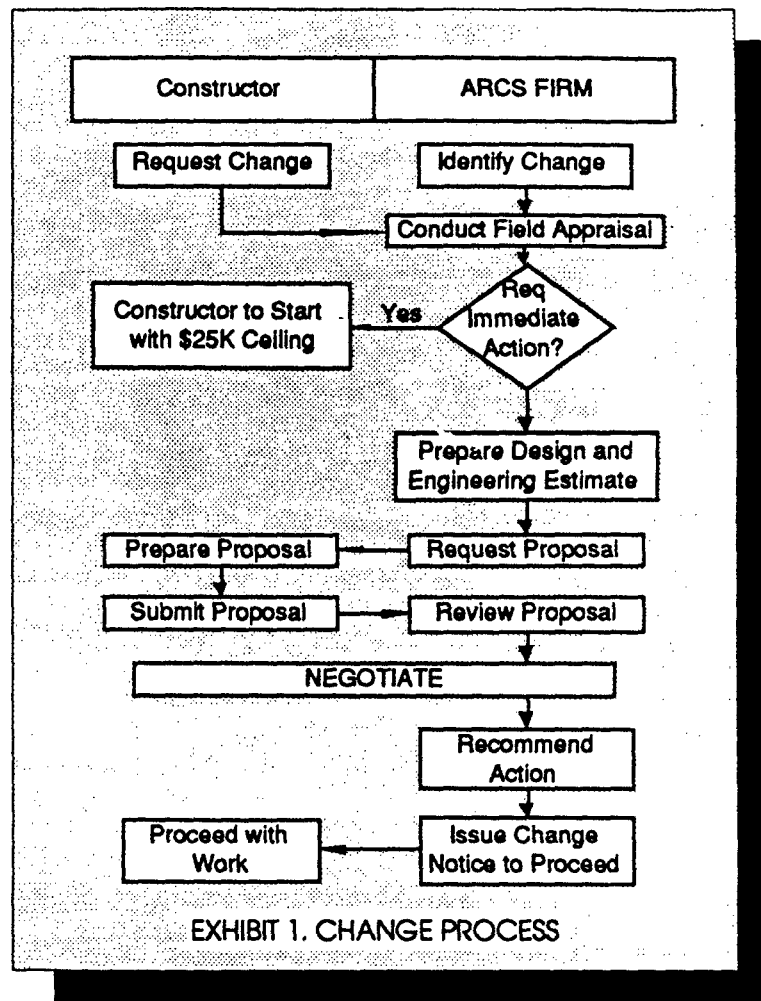 Constructor
ARCS FIRM
Request Change
Identify Change
Conduct Field Appraisal
Req
Immediate
Action?
Yes
Constructor to Start
with $25K Ceiling
Prepare Design and
Engineering Estimate
Prepare Proposal
Request Proposal
Submit Proposal
Review Proposal
NEGOTIATE
Recommend
Action
Proceed with
Work
Issue Change
Notice to Proceed
EXHIBIT 1. CHANGE PROCESS